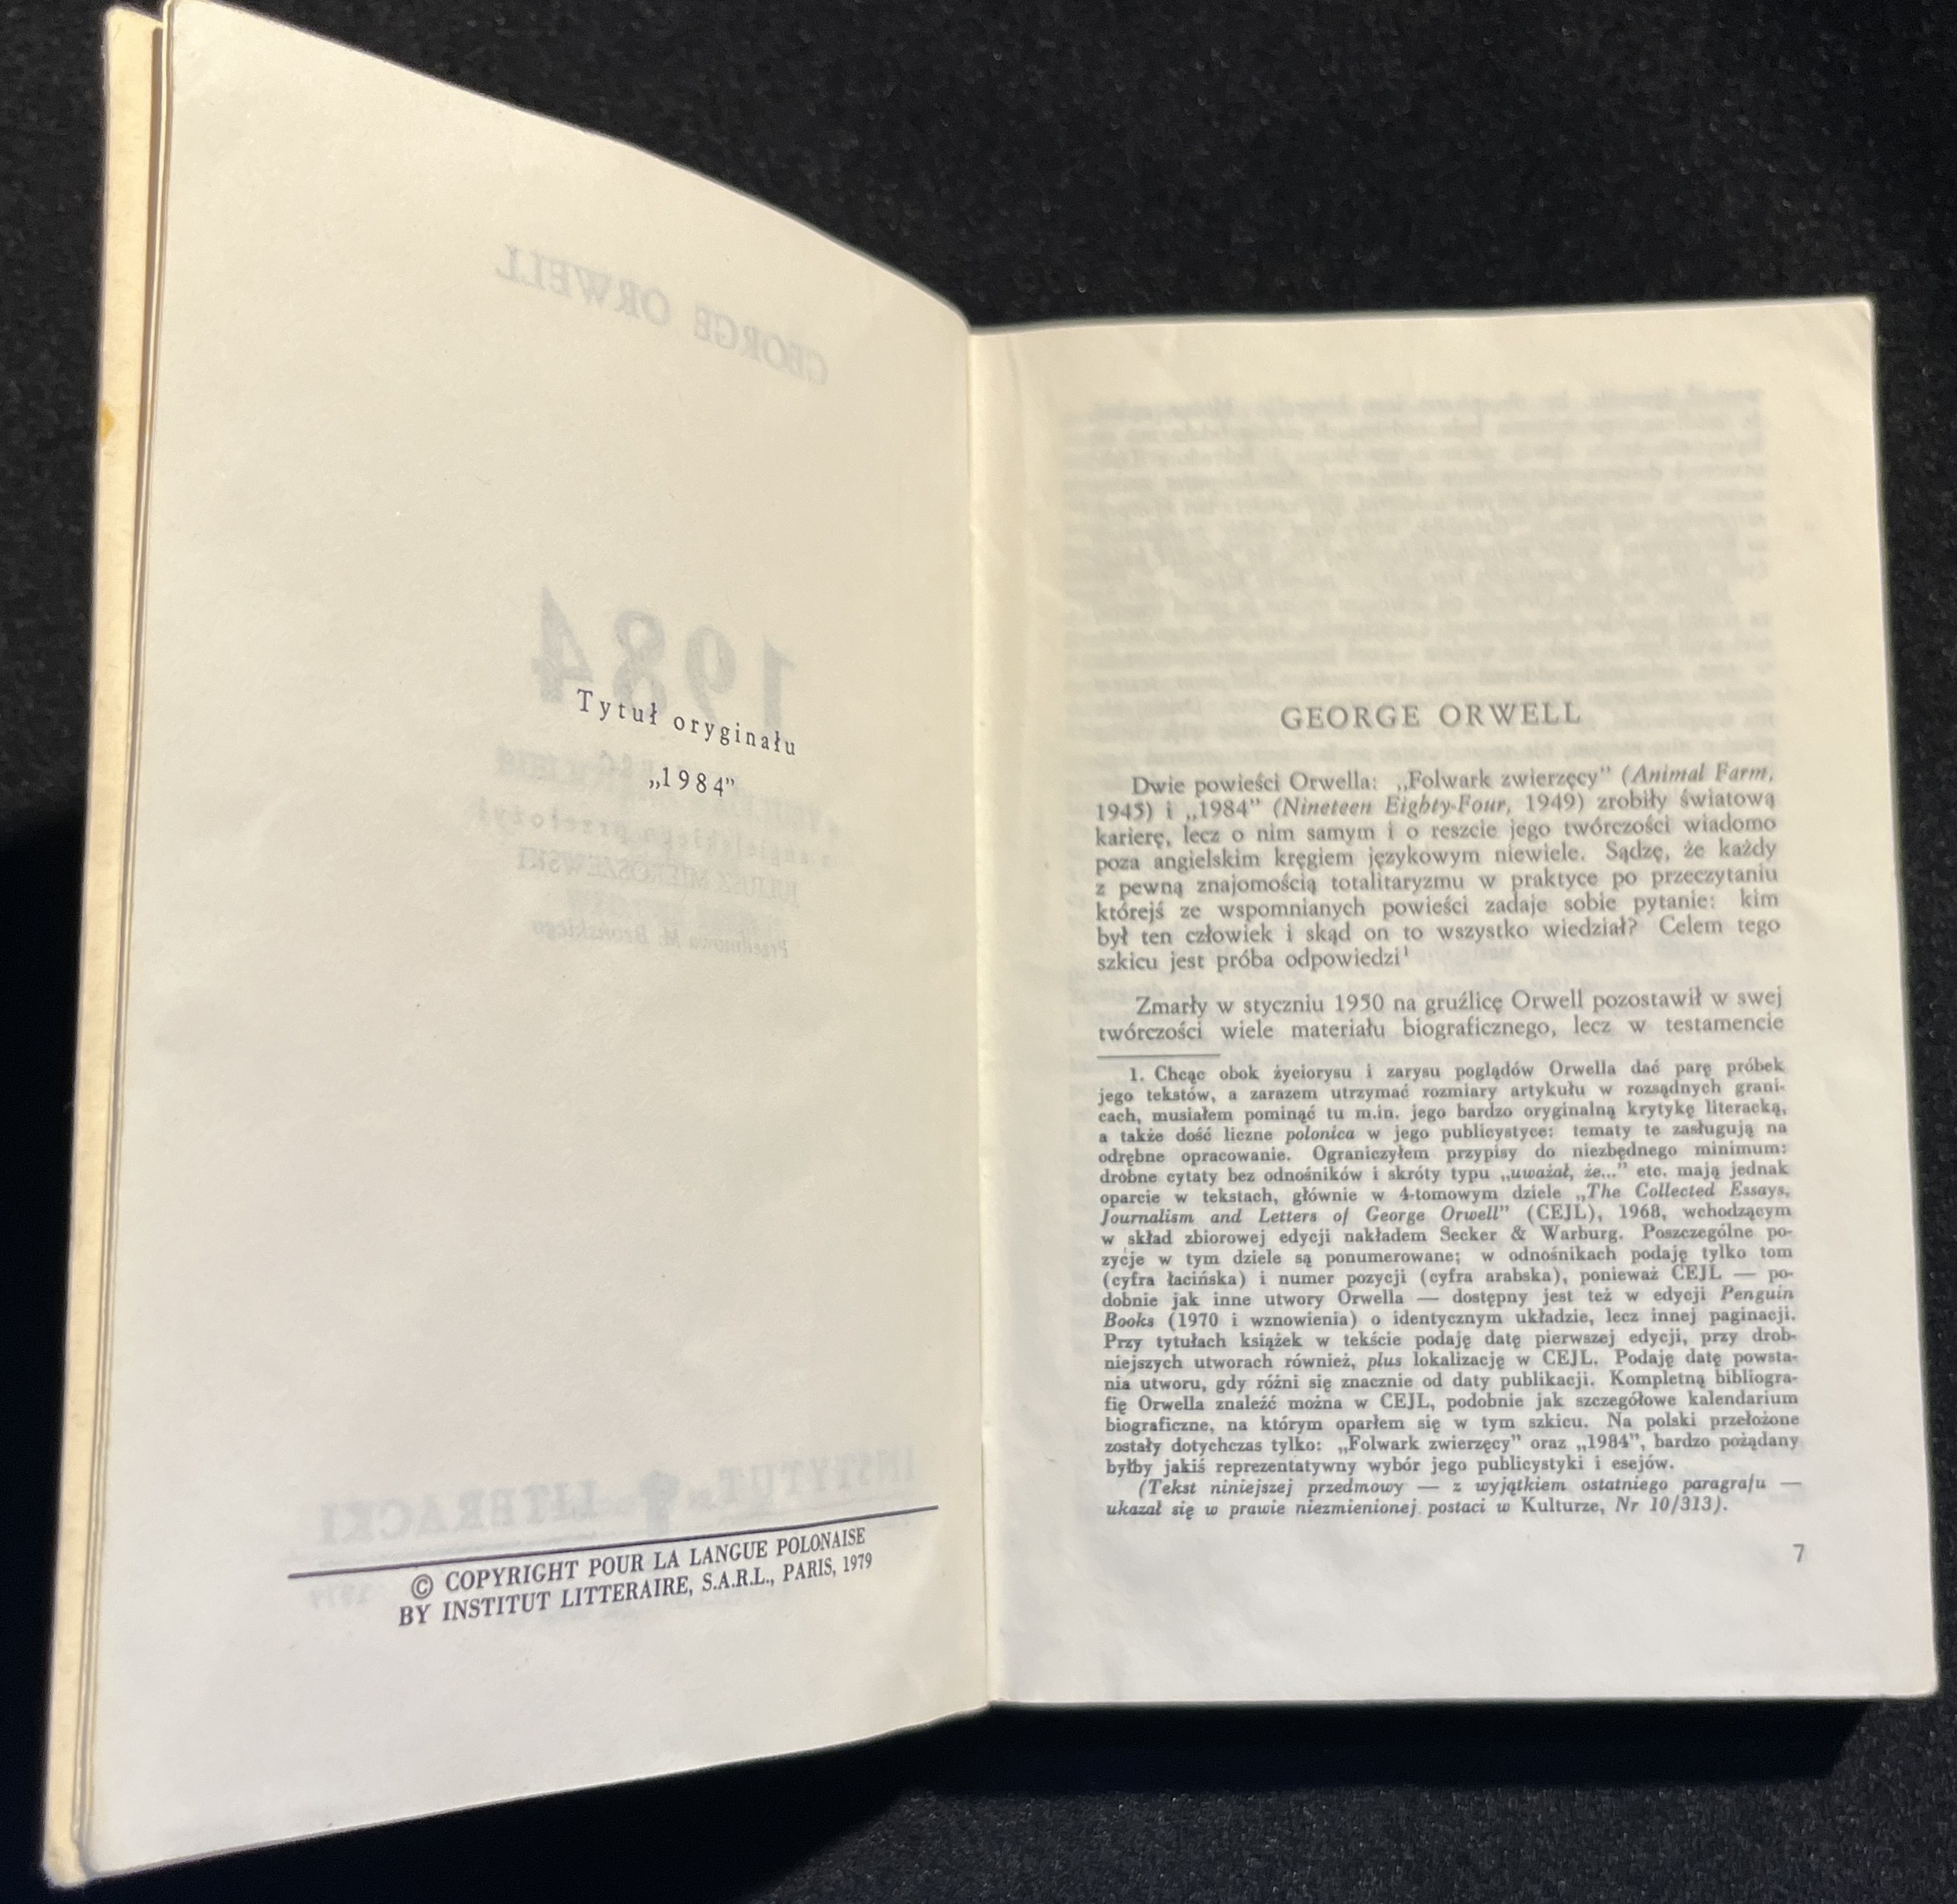 GEORGE ORWELL
1984
Tytuł oryginału
„1984”
z angielskiego przełożył
JULIUSZ MIEROSZEWSKI
Przedmowa M. Brońskiego
INSTYTUT LITERACKI
© COPYRIGHT POUR LA LANGUE POLONAISE
BY INSTITUT LITTERAIRE, S.A.R.L., PARIS, 1979
GEORGE ORWELL
Dwie powieści Orwella: „Folwark zwierzęcy” (Animal Farm,
1945) i „1984” (Nineteen Eighty-Four, 1949) zrobiły światową
karierę, lecz o nim samym i o reszcie jego twórczości wiadomo
poza angielskim kręgiem językowym niewiele. Sądzę, że każdy
z pewną znajomością totalitaryzmu w praktyce po przeczytaniu
którejś ze wspomnianych powieści zadaje sobie pytanie: kim
był ten człowiek i skąd on to wszystko wiedział? Celem tego
szkicu jest próba odpowiedzi¹
Zmarły w styczniu 1950 na gruźlicę Orwell pozostawił w swej
twórczości wiele materiału biograficznego, lecz w testamencie
1. Chcąc obok życiorysu i zarysu poglądów Orwella dać parę próbek
jego tekstów, a zarazem utrzymać rozmiary artykułu w rozsądnych grani-
cach, musiałem pominąć tu m.in. jego bardzo oryginalną krytykę literacką,
a także dość liczne polonica w jego publicystyce: tematy te zasługują na
odrębne opracowanie. Ograniczyłem przypisy do niezbędnego minimum:
drobne cytaty bez odnośników i skróty typu „uważał, że...” etc. mają jednak
oparcie w tekstach, głównie w 4-tomowym dziele „The Collected Essays,
Journalism and Letters of George Orwell” (CEJL), 1968, wchodzącym
w skład zbiorowej edycji nakładem Secker & Warburg. Poszczególne po-
zycje w tym dziele są ponumerowane; w odnośnikach podaję tylko tom
(cyfra łacińska) i numer pozycji (cyfra arabska), ponieważ CEJL — po-
dobnie jak inne utwory Orwella — dostępny jest też w edycji Penguin
Books (1970 i wznowienia) o identycznym układzie, lecz innej paginacji.
Przy tytułach książek w tekście podaję datę pierwszej edycji, przy drob-
niejszych utworach również, plus lokalizację w CEJL. Podaję datę powsta-
nia utworu, gdy różni się znacznie od daty publikacji. Kompletną bibliogra-
fię Orwella znaleźć można w CEJL, podobnie jak szczegółowe kalendarium
biograficzne, na którym oparłem się w tym szkicu. Na polski przełożone
zostały dotychczas tylko: „Folwark zwierzęcy” oraz „1984”, bardzo pożądany
byłby jakiś reprezentatywny wybór jego publicystyki i esejów.
(Tekst niniejszej przedmowy — z wyjątkiem ostatniego paragrafu —
ukazał się w prawie niezmienionej postaci w Kulturze, Nr 10/313).
7